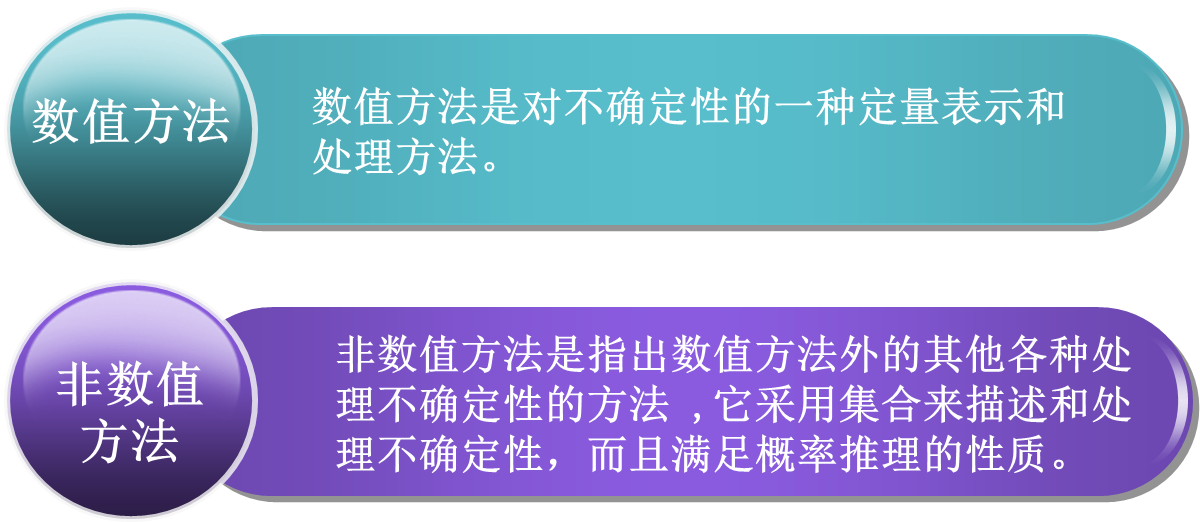 数值方法
数值方法是对不确定性的一种定量表示和
处理方法。
非数值
方法
非数值方法是指出数值方法外的其他各种处
理不确定性的方法 ,它采用集合来描述和处
理不确定性，而且满足概率推理的性质。